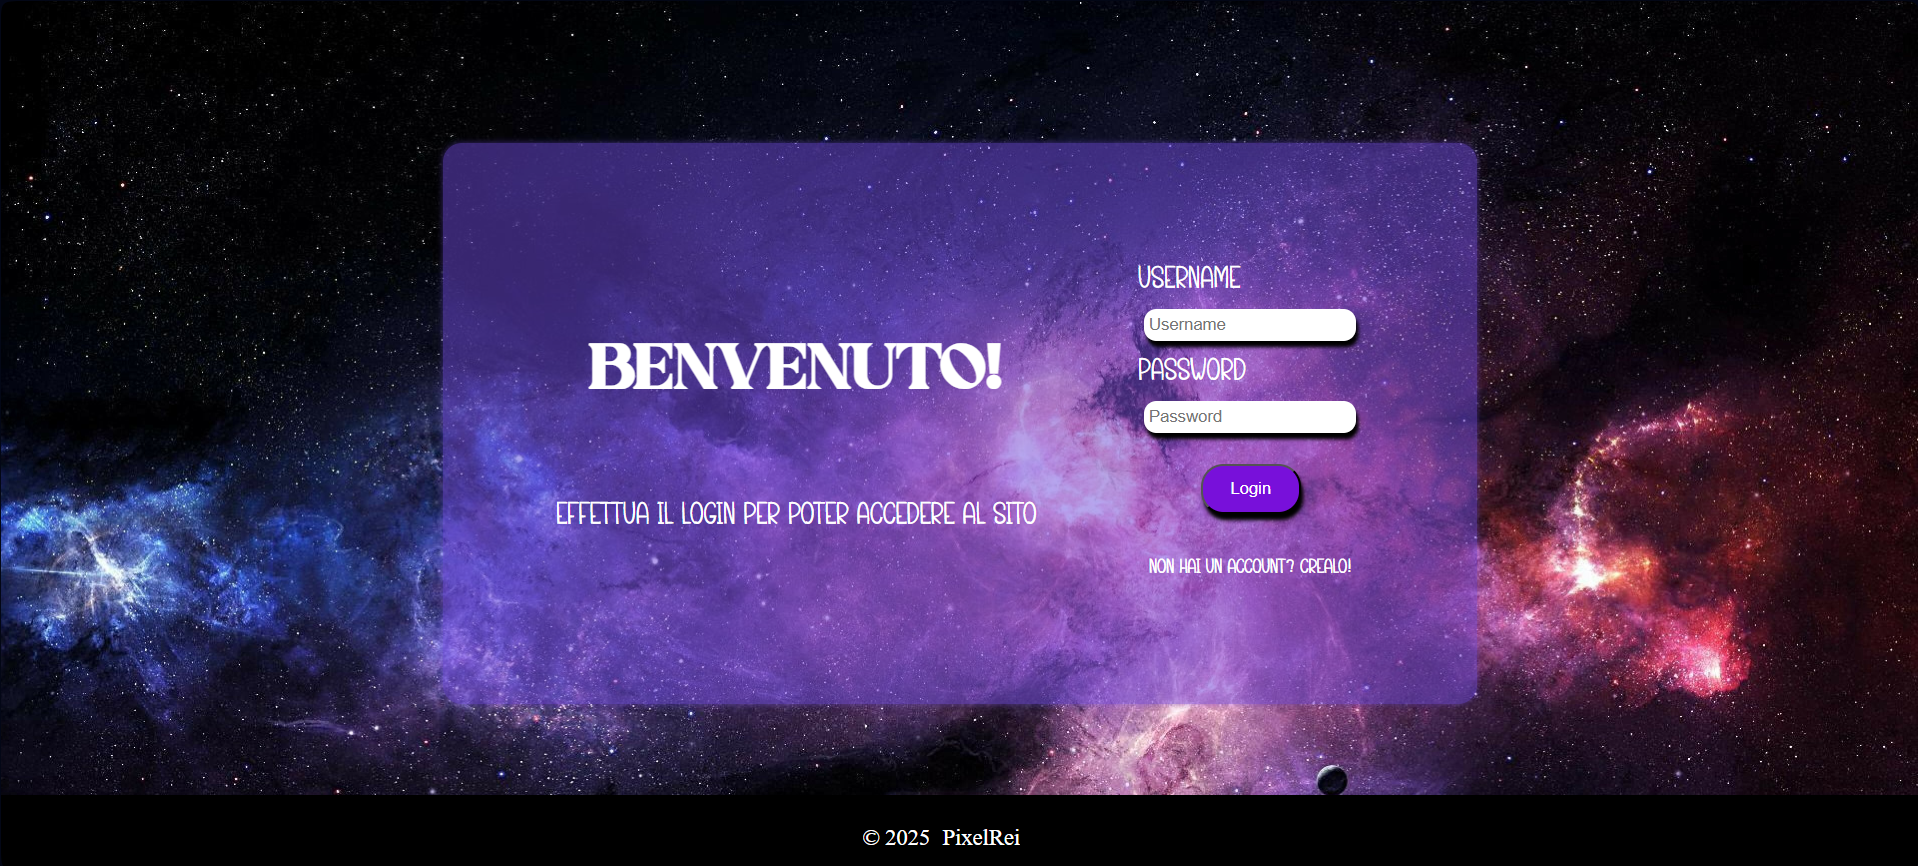 BENVENUTO!
EFFETTUA IL LOGIN PER POTER ACCEDERE AL SITO
USERNAME
Username
PASSWORD
Password
Login
NON HAI UN ACCOUNT? CREALO!
© 2025 PixelRei